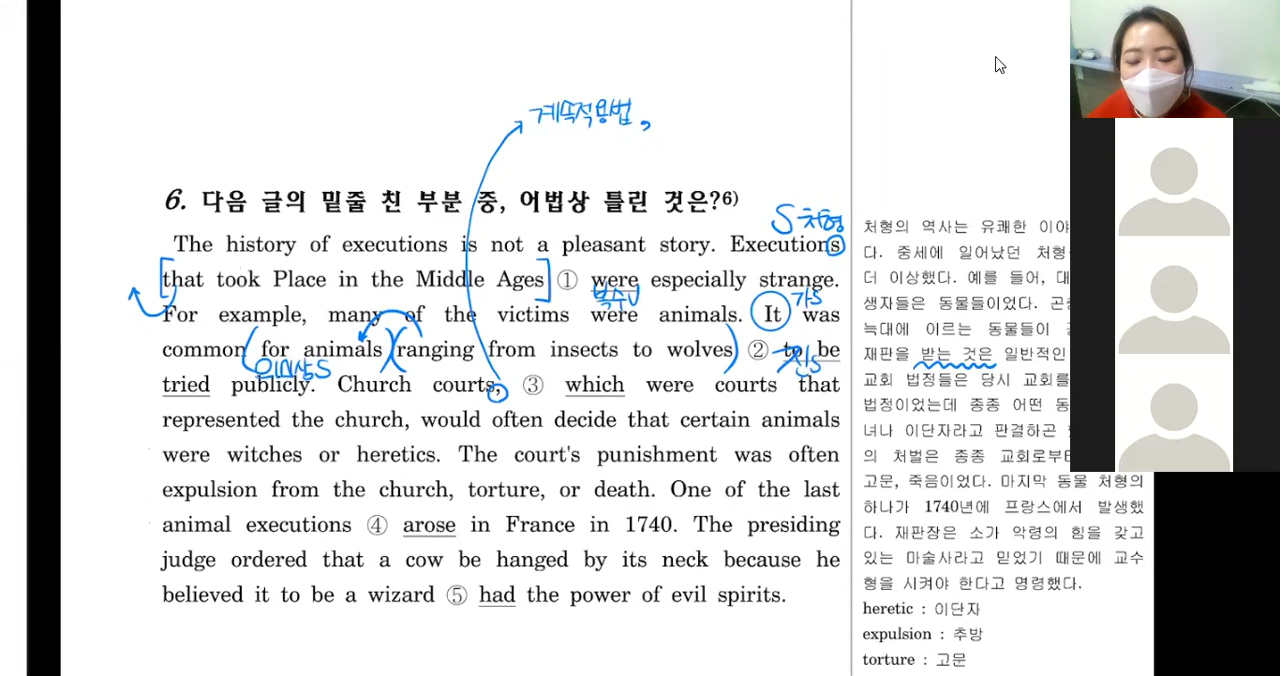 계속적용법,
6. 다음 글의 밑줄 친 부분 중, 어법상 틀린 것은?6)
S 처형
The history of executions is not a pleasant story. Executions
that took Place in the Middle Ages ① were especially strange.
복수V
가S
For example, many of the victims were animals. It was
common for animals ranging from insects to wolves ② to be
의미상S
진S
tried publicly. Church courts, ③ which were courts that
represented the church, would often decide that certain animals
were witches or heretics. The court's punishment was often
expulsion from the church, torture, or death. One of the last
animal executions ④ arose in France in 1740. The presiding
judge ordered that a cow be hanged by its neck because he
believed it to be a wizard ⑤ had the power of evil spirits.
처형의 역사는 유쾌한 이야
다. 중세에 일어났던 처형
더 이상했다. 예를 들어, 대
생자들은 동물들이었다. 곤
늑대에 이르는 동물들이
재판을 받는 것은 일반적인
교회 법정들은 당시 교회를
법정이었는데 종종 어떤 동
녀나 이단자라고 판결하곤
의 처벌은 종종 교회로부터
고문, 죽음이었다. 마지막 동물 처형의
하나가 1740년에 프랑스에서 발생했
다. 재판장은 소가 악령의 힘을 갖고
있는 마술사라고 믿었기 때문에 교수
형을 시켜야 한다고 명령했다.
heretic : 이단자
expulsion : 추방
torture : 고문